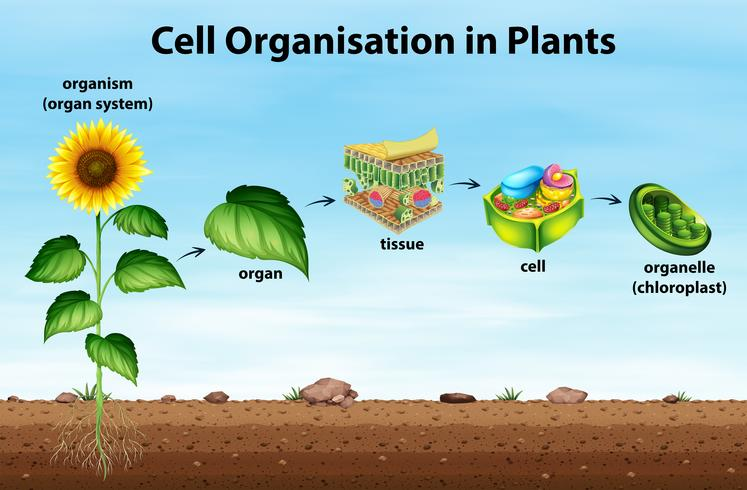 Cell Organisation in Plants
organism
(organ system)
organ
tissue
cell
organelle
(chloroplast)